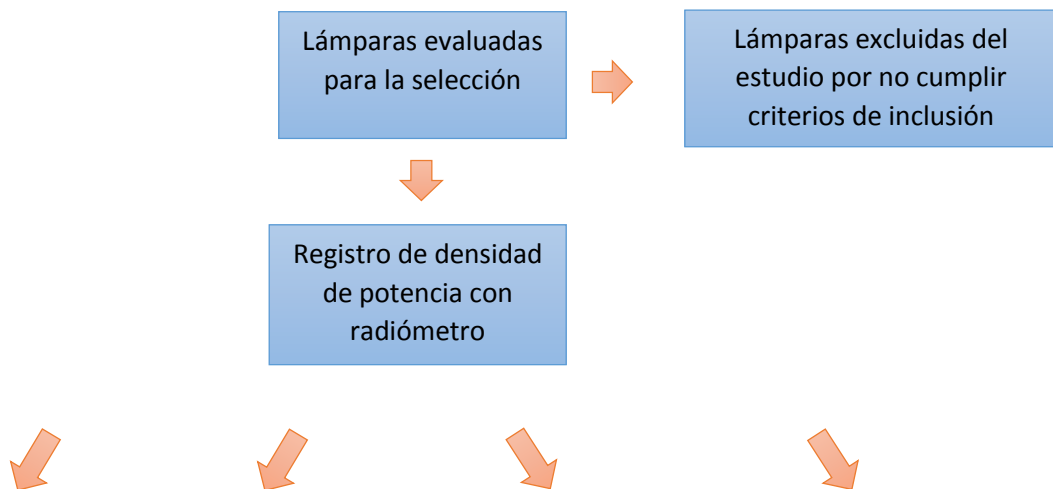 Lámparas evaluadas
para la selección
Lámparas excluidas del
estudio por no cumplir
criterios de inclusión
Registro de densidad
de potencia con
radiómetro